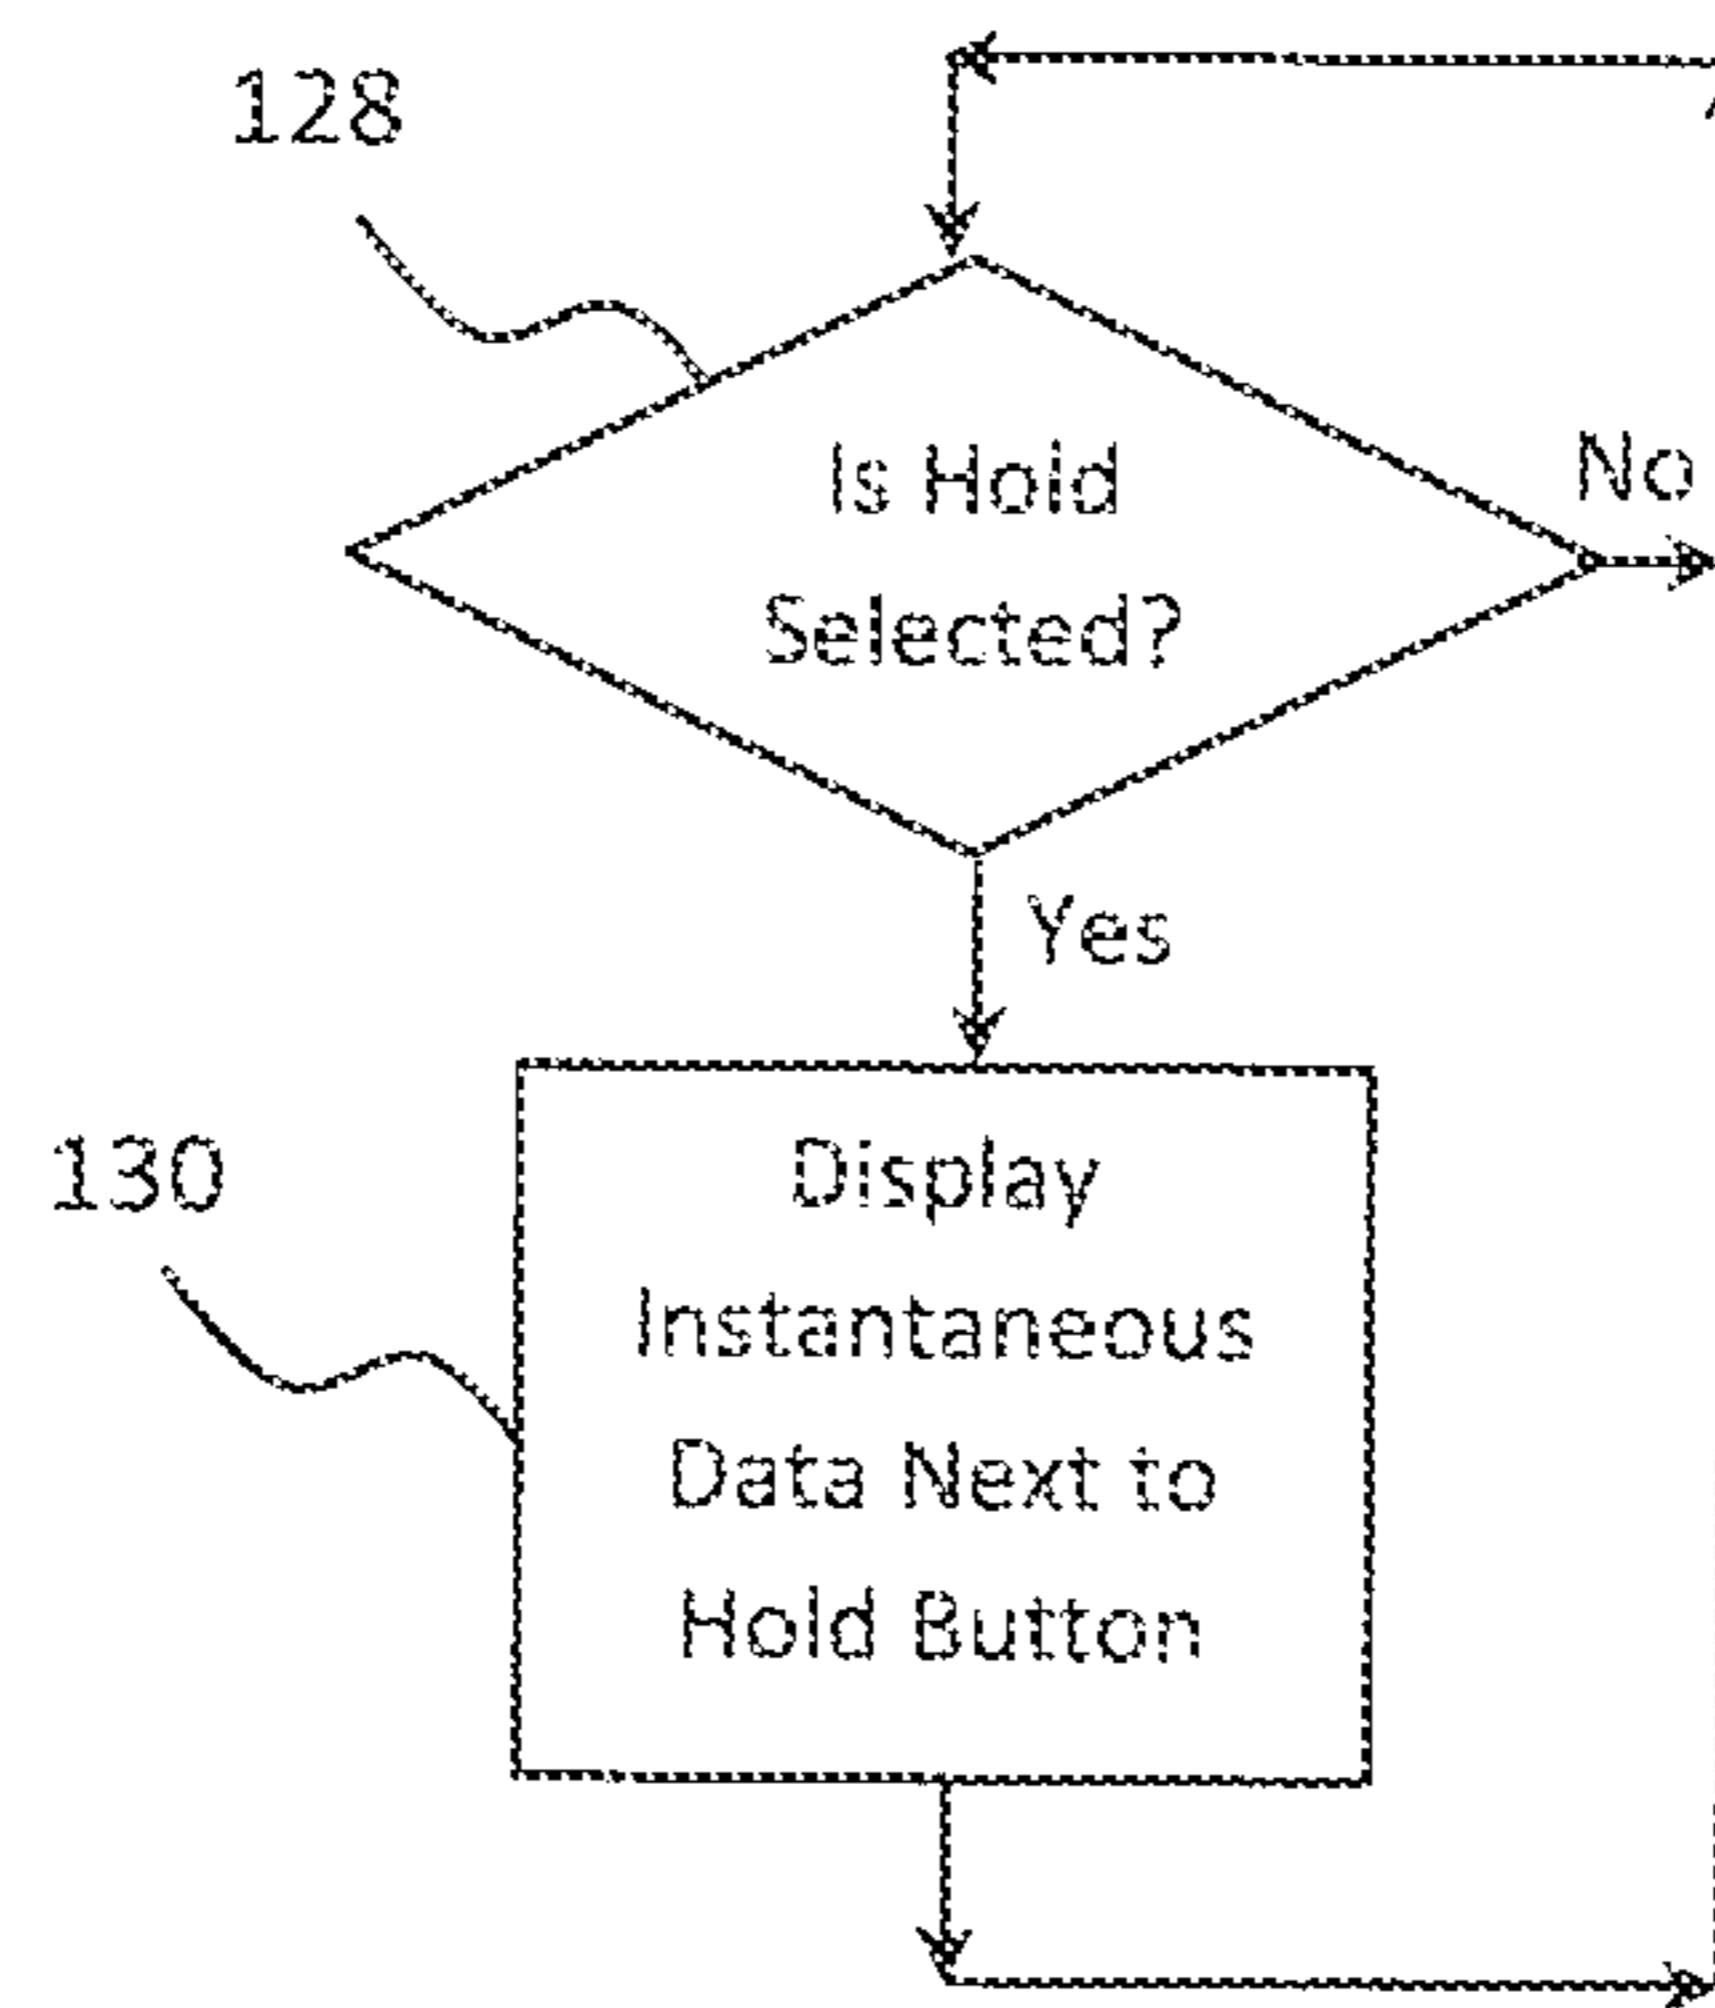 128
Is Hold
No
Selected?
Yes
130
Display
Instantaneous
Data Next to
Hold Button